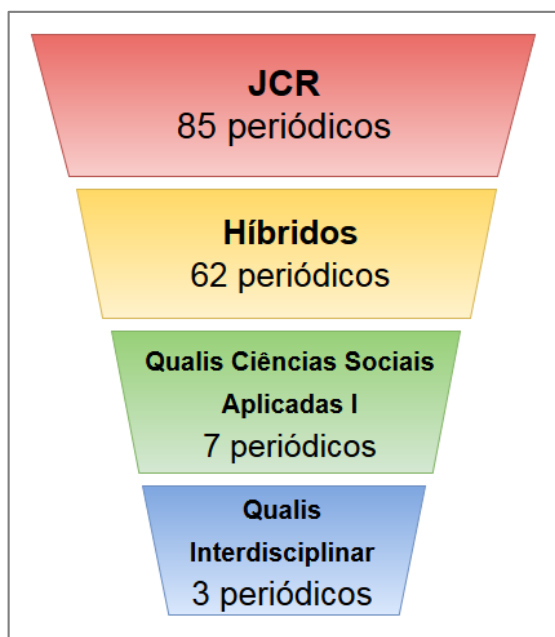 JCR
85 periódicos
Híbridos
62 periódicos
Qualis Ciências Sociais
Aplicadas I
7 periódicos
Qualis
Interdisciplinar
3 periódicos